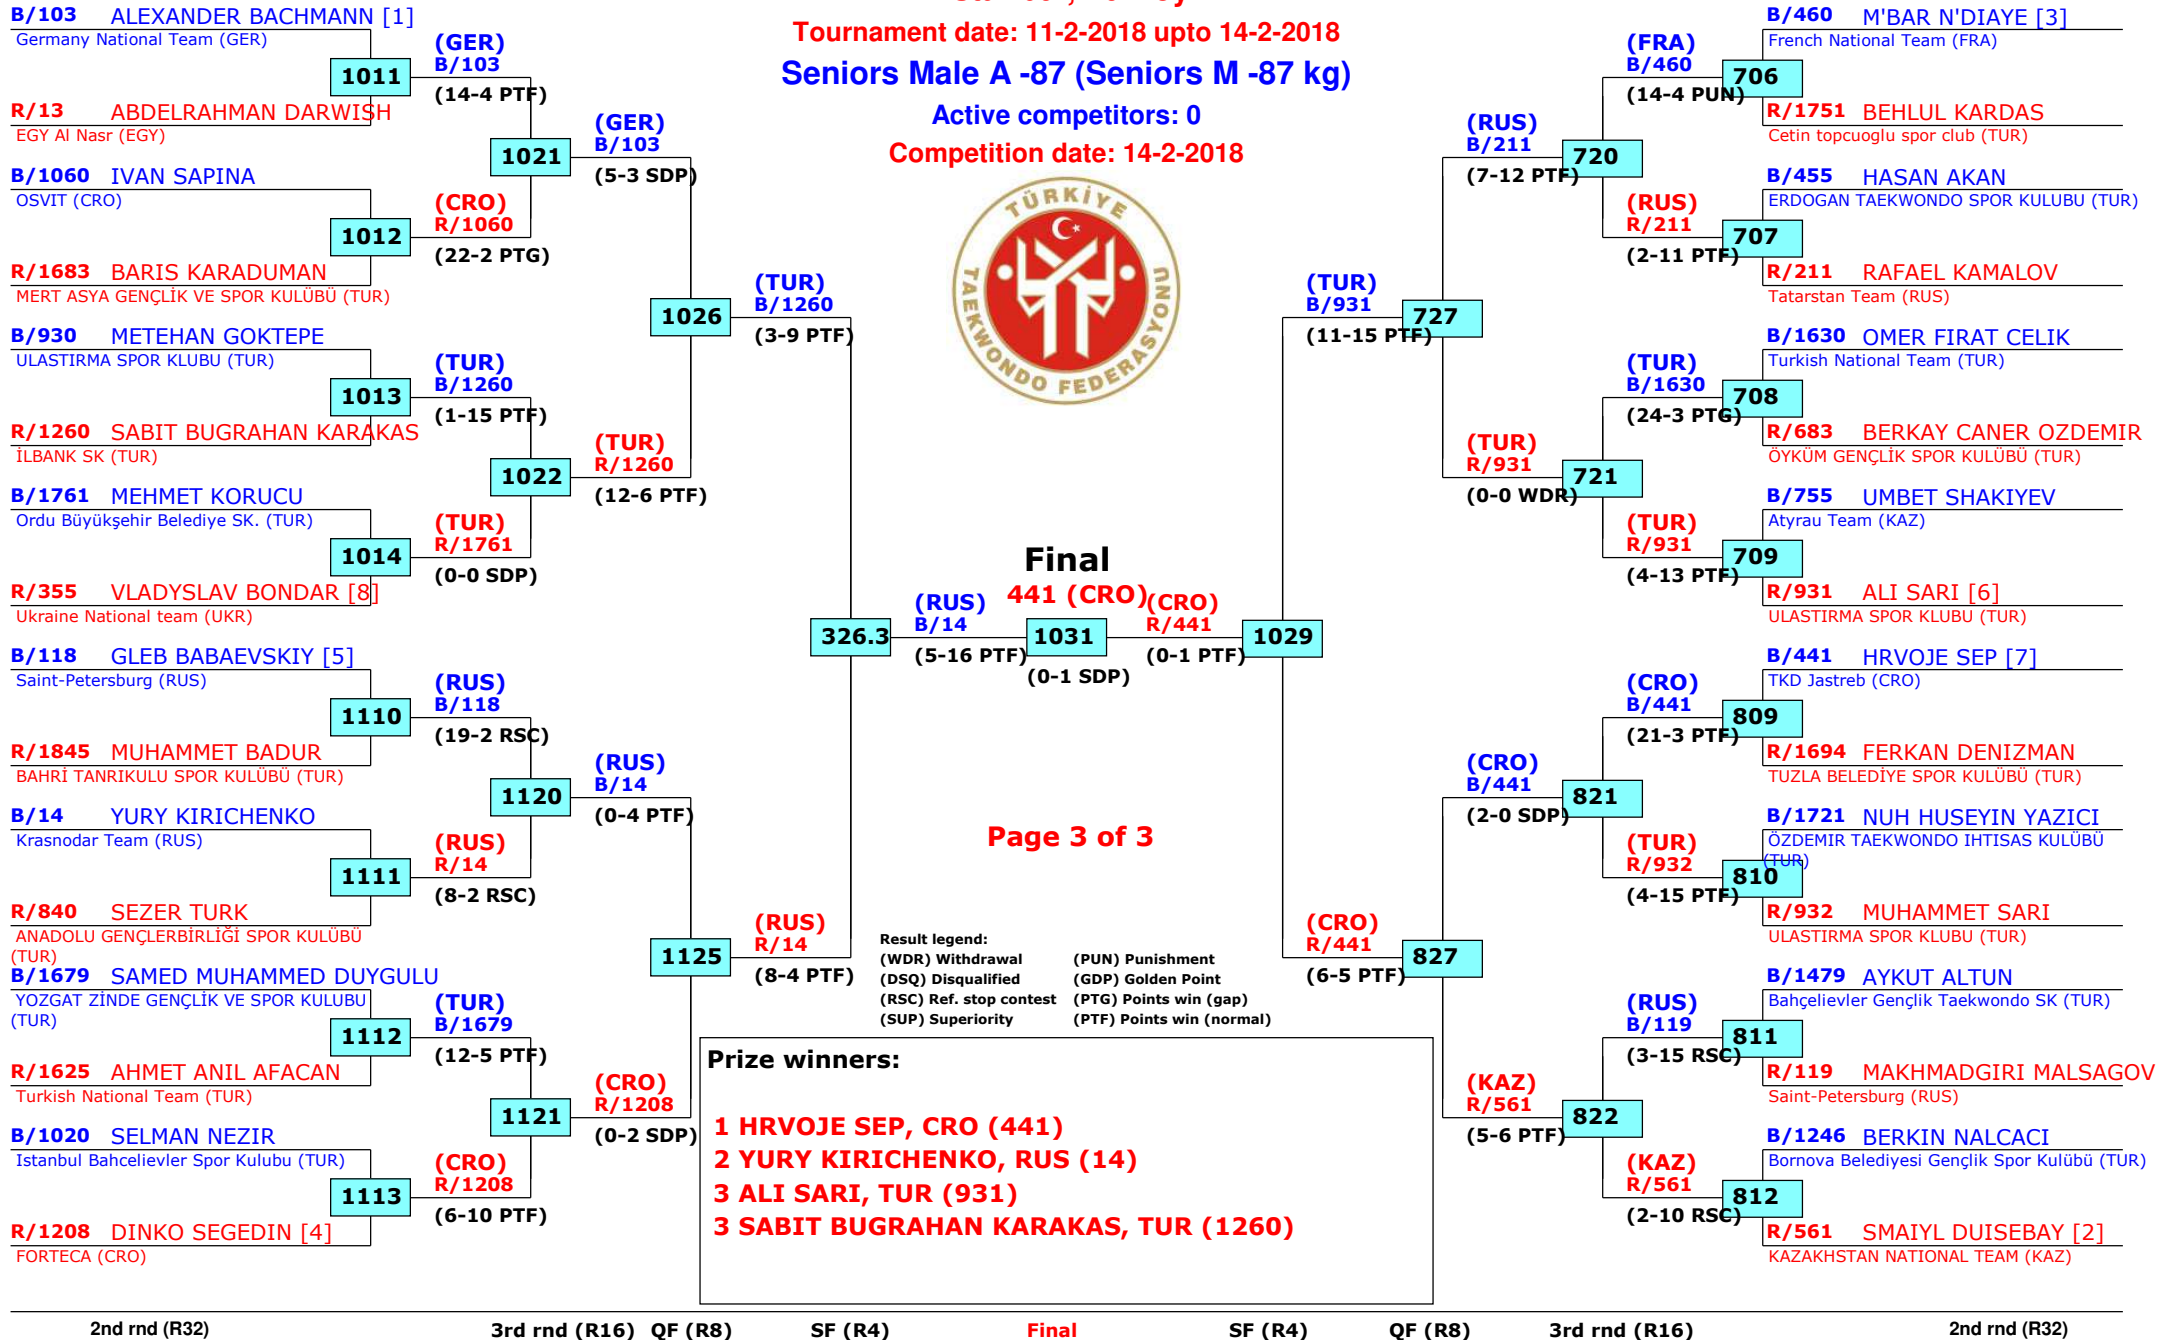 B/103 ALEXANDER BACHMANN [1]
Germany National Team (GER)
1011
R/13 ABDELRAHMAN DARWISH
EGY Al Nasr (EGY)
B/1060 IVAN SAPINA
OSVIT (CRO)
1012
R/1683 BARIS KARADUMAN
MERT ASYA GENÇLİK VE SPOR KULÜBÜ (TUR)
B/930 METEHAN GOKTEPE
ULASTIRMA SPOR KLUBU (TUR)
1013
R/1260 SABIT BUGRAHAN KARAKAS
İLBANK SK (TUR)
B/1761 MEHMET KORUCU
Ordu Büyükşehir Belediye SK. (TUR)
1014
R/355 VLADYSLAV BONDAR [8]
Ukraine National team (UKR)
B/118 GLEB BABAEVSKIY [5]
Saint-Petersburg (RUS)
1110
R/1845 MUHAMMET BADUR
BAHRİ TANRIKULU SPOR KULÜBÜ (TUR)
B/14 YURY KIRICHENKO
Krasnodar Team (RUS)
1111
R/840 SEZER TURK
ANADOLU GENÇLERBİRLİĞİ SPOR KULÜBÜ
(TUR)
B/1679 SAMED MUHAMMED DUYGULU
YOZGAT ZİNDE GENÇLİK VE SPOR KULUBU
(TUR)
1112
R/1625 AHMET ANIL AFACAN
Turkish National Team (TUR)
B/1020 SELMAN NEZIR
Istanbul Bahcelievler Spor Kulubu (TUR)
1113
R/1208 DINKO SEGEDIN [4]
FORTECA (CRO)
(GER)
B/103
(14-4 PTF)
1021
(CRO)
R/1060
(22-2 PTG)
(TUR)
B/1260
(1-15 PTF)
1022
(TUR)
R/1761
(0-0 SDP)
(RUS)
B/118
(19-2 RSC)
1120
(RUS)
R/14
(8-2 RSC)
(TUR)
B/1679
(12-5 PTF)
1121
(CRO)
R/1208
(6-10 PTF)
(GER)
B/103
(5-3 SDP)
1026
(TUR)
R/1260
(12-6 PTF)
(RUS)
B/14
(0-4 PTF)
1125
(CRO)
R/1208
(0-2 SDP)
(TUR)
B/1260
(3-9 PTF)
326.3
(RUS)
R/14
(8-4 PTF)
Tournament date: 11-2-2018 upto 14-2-2018
Seniors Male A -87 (Seniors M -87 kg)
Active competitors: 0
Competition date: 14-2-2018
TÜRKİYE
TAEKWONDO FEDERASYONU
Final
441 (CRO)
(RUS)
B/14
(5-16 PTF)
1031
(0-1 SDP)
(CRO)
R/441
(0-1 PTF)
1029
Page 3 of 3
Result legend:
(WDR) Withdrawal (PUN) Punishment
(DSQ) Disqualified (GDP) Golden Point
(RSC) Ref. stop contest (PTG) Points win (gap)
(SUP) Superiority (PTF) Points win (normal)
Prize winners:
1 HRVOJE SEP, CRO (441)
2 YURY KIRICHENKO, RUS (14)
3 ALI SARI, TUR (931)
3 SABIT BUGRAHAN KARAKAS, TUR (1260)
(TUR)
B/931
(11-15 PTF)
727
(CRO)
R/441
(6-5 PTF)
827
(RUS)
B/211
(7-12 PTF)
720
(TUR)
R/931
(0-0 WDR)
721
(CRO)
B/441
(2-0 SDP)
821
(KAZ)
R/561
(5-6 PTF)
822
(FRA)
B/460
(14-4 PUN)
(RUS)
R/211
(2-11 PTF)
(TUR)
B/1630
(24-3 PTG)
(TUR)
R/931
(4-13 PTF)
(CRO)
B/441
(21-3 PTF)
(TUR)
R/932
(4-15 PTF)
(RUS)
B/119
(3-15 RSC)
(KAZ)
R/561
(2-10 RSC)
B/460 M'BAR N'DIAYE [3]
French National Team (FRA)
706
R/1751 BEHLUL KARDAS
Cetin topcuoglu spor club (TUR)
B/455 HASAN AKAN
ERDOGAN TAEKWONDO SPOR KULUBU (TUR)
707
R/211 RAFAEL KAMALOV
Tatarstan Team (RUS)
B/1630 OMER FIRAT CELIK
Turkish National Team (TUR)
708
R/683 BERKAY CANER OZDEMIR
ÖYKÜM GENÇLİK SPOR KULÜBÜ (TUR)
B/755 UMBET SHAKIYEV
Atyrau Team (KAZ)
709
R/931 ALI SARI [6]
ULASTIRMA SPOR KLUBU (TUR)
B/441 HRVOJE SEP [7]
TKD Jastreb (CRO)
809
R/1694 FERKAN DENIZMAN
TUZLA BELEDİYE SPOR KULÜBÜ (TUR)
B/1721 NUH HUSEYIN YAZICI
ÖZDEMIR TAEKWONDO IHTISAS KULÜBÜ
(TUR)
810
R/932 MUHAMMET SARI
ULASTIRMA SPOR KLUBU (TUR)
B/1479 AYKUT ALTUN
Bahçelievler Gençlik Taekwondo SK (TUR)
811
R/119 MAKHMADGIRI MALSAGOV
Saint-Petersburg (RUS)
B/1246 BERKIN NALCACI
Bornova Belediyesi Gençlik Spor Kulübü (TUR)
812
R/561 SMAIYL DUISEBAY [2]
KAZAKHSTAN NATIONAL TEAM (KAZ)
2nd rnd (R32) 3rd rnd (R16) QF (R8) SF (R4) Final SF (R4) QF (R8) 3rd rnd (R16) 2nd rnd (R32)